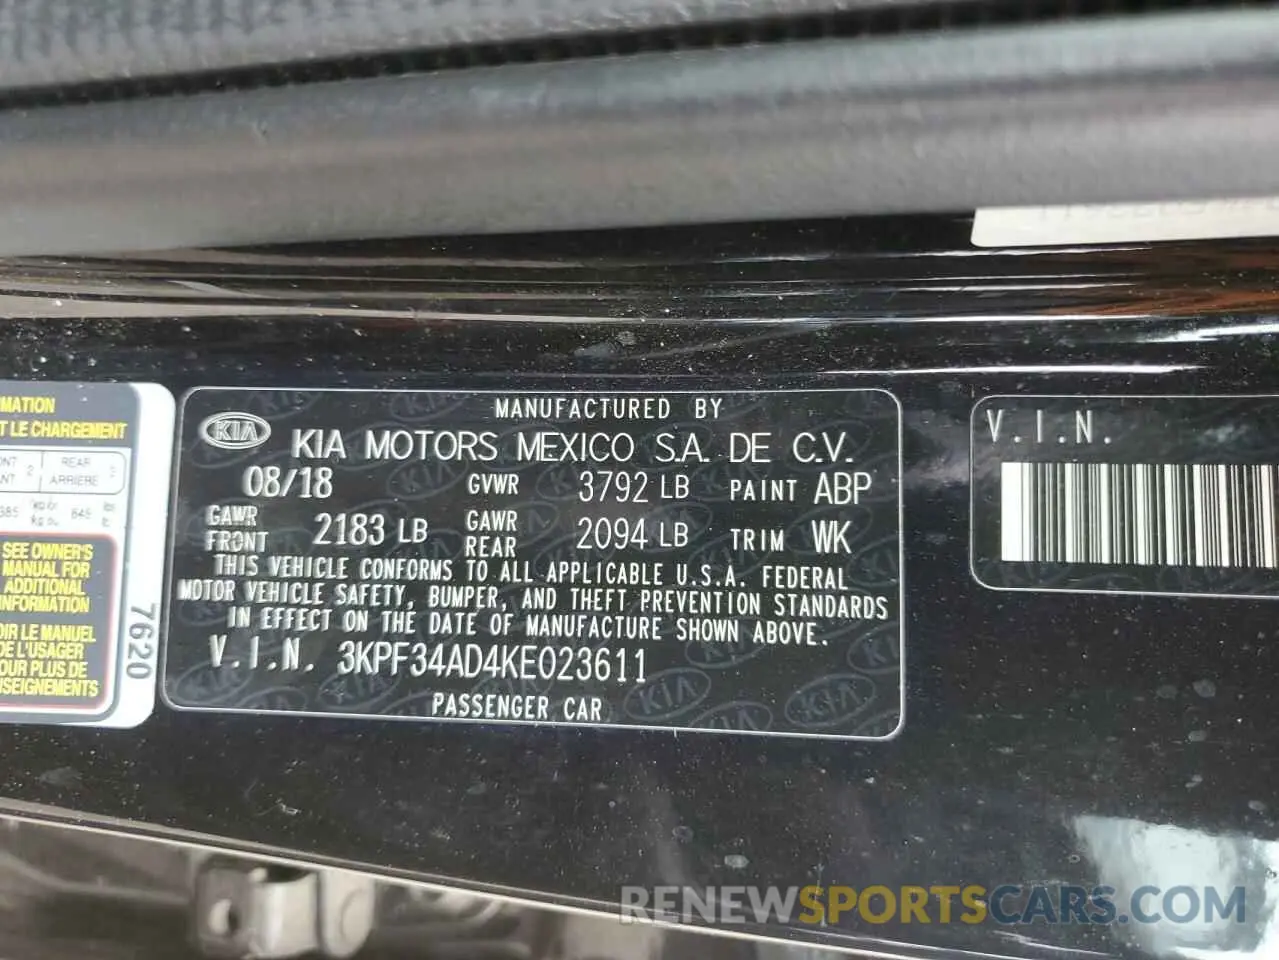 MATION
T LE CHARGEMENT
REAR
ARRIERE
SEE OWNER'S
MANUAL FOR
ADDITIONAL
INFORMATION
OIR LE MANUEL
DE L'USAGER
OUR PLUS DE
SEIGNEMENTS
7620
MANUFACTURED BY
KIA
KIA MOTORS MEXICO S.A. DE C.V.
08/18 GVWR 3792 LB PAINT ABP
GAWR FRONT 2183 LB GAWR REAR 2094 LB TRIM WK
THIS VEHICLE CONFORMS TO ALL APPLICABLE U.S.A. FEDERAL
MOTOR VEHICLE SAFETY, BUMPER, AND THEFT PREVENTION STANDARDS
IN EFFECT ON THE DATE OF MANUFACTURE SHOWN ABOVE.
V.I.N. 3KPF34AD4KE023611
PASSENGER CAR
V.I.N.
RENEWSPORTSCARS.COM